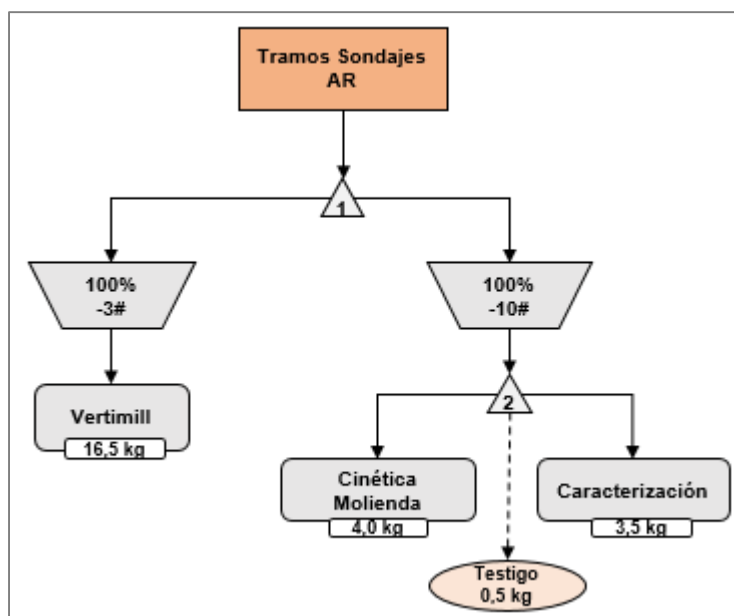 Tramos Sondajes
AR
1
100%
-3#
100%
-10#
Vertimill
16,5 kg
2
Cinética
Molienda
4,0 kg
Caracterización
3,5 kg
Testigo
0,5 kg